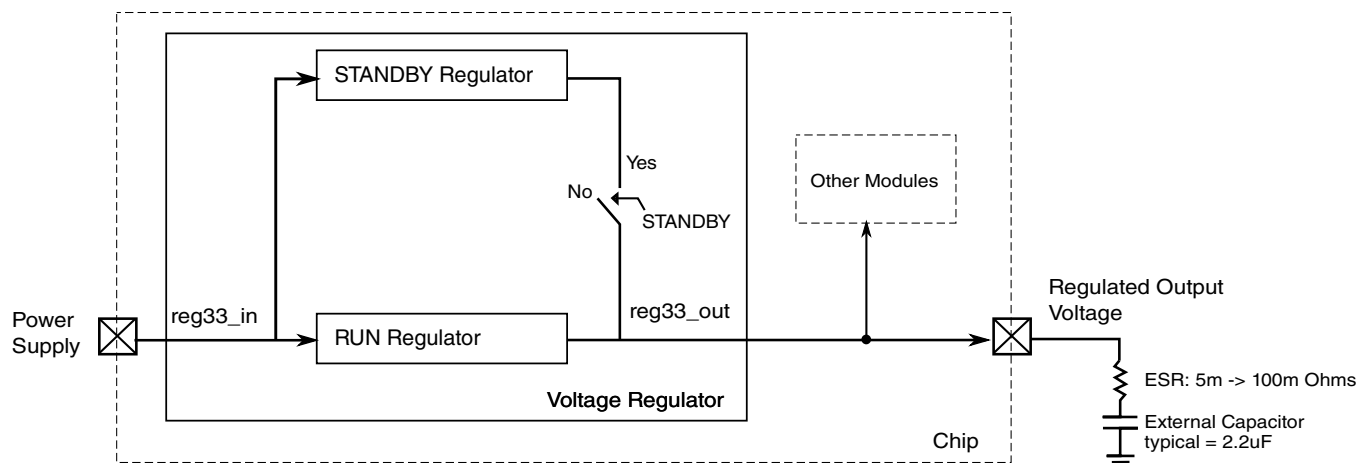 STANDBY Regulator
Yes
No
STANDBY
Other Modules
Power
Supply
reg33_in
RUN Regulator
reg33_out
Regulated Output
Voltage
ESR: 5m -> 100m Ohms
Voltage Regulator
External Capacitor
typical = 2.2uF
Chip